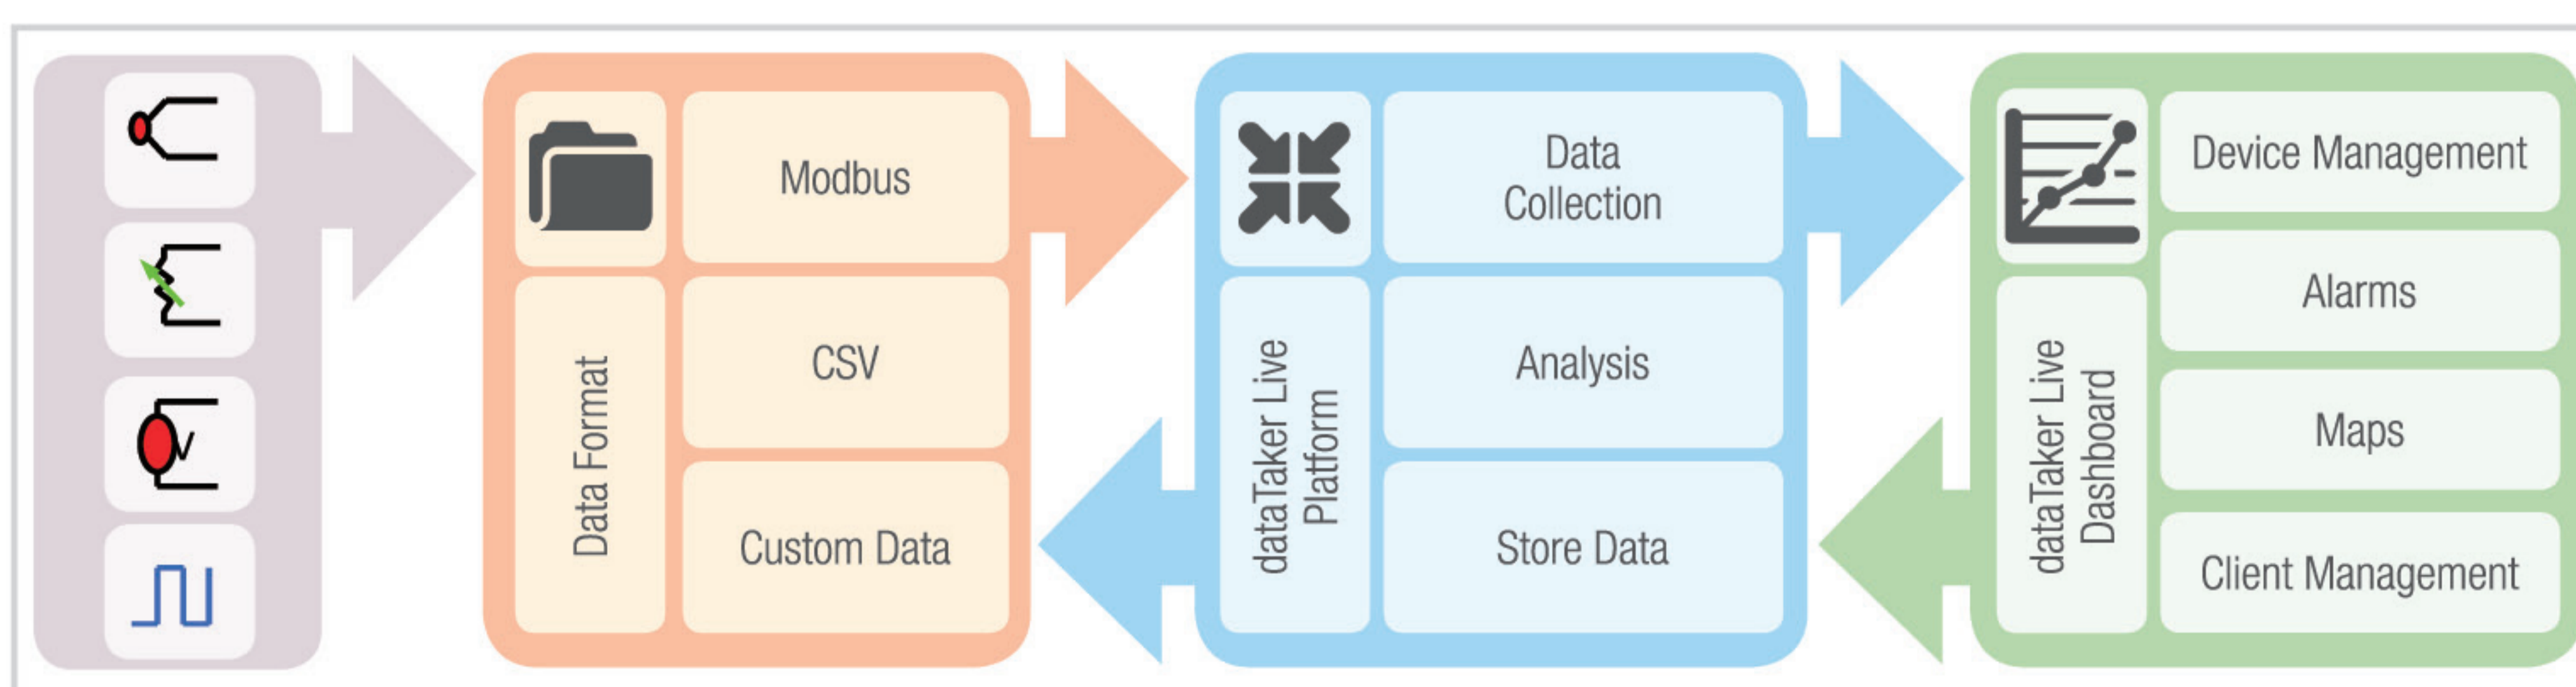 V
Data Format
Modbus
CSV
Custom Data
dataTaker Live
Platform
Data
Collection
Analysis
Store Data
dataTaker Live
Dashboard
Device Management
Alarms
Maps
Client Management